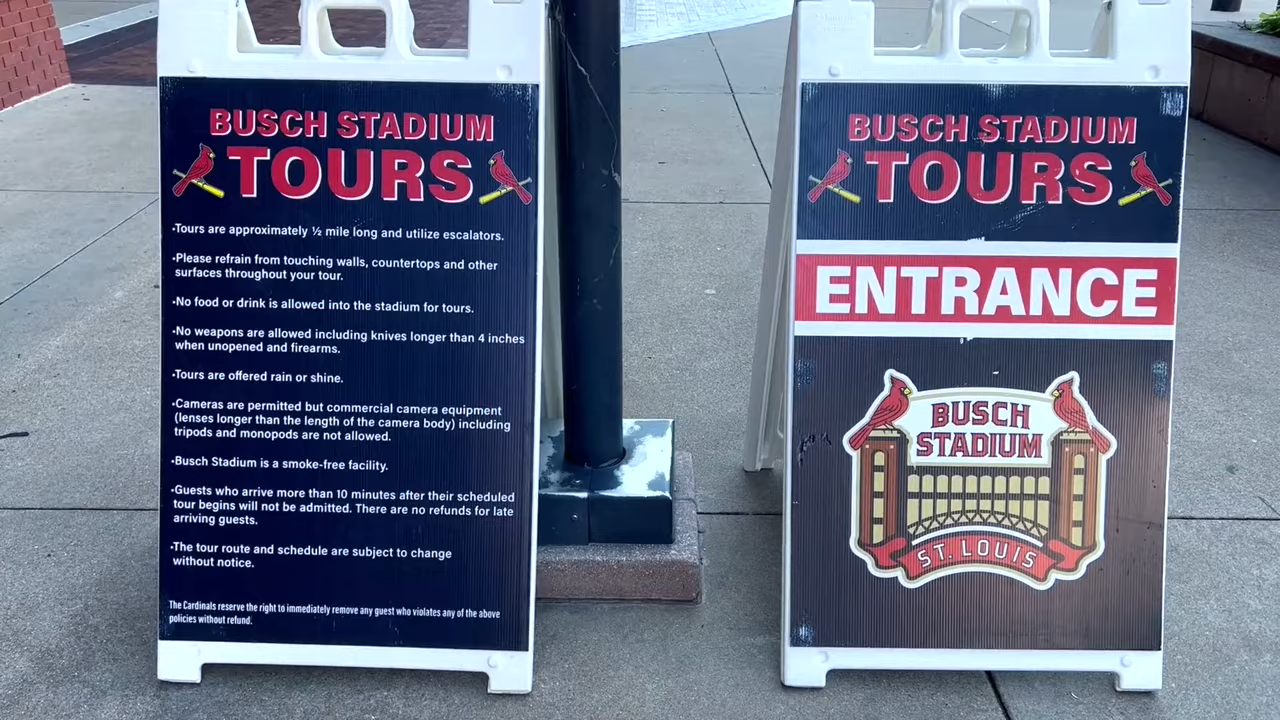 BUSCH STADIUM
TOURS
·Tours are approximately ½ mile long and utilize escalators.
·Please refrain from touching walls, countertops and other
surfaces throughout your tour.
·No food or drink is allowed into the stadium for tours.
·No weapons are allowed including knives longer than 4 inches
when unopened and firearms.
·Tours are offered rain or shine.
·Cameras are permitted but commercial camera equipment
(lenses longer than the length of the camera body) including
tripods and monopods are not allowed.
·Busch Stadium is a smoke-free facility.
·Guests who arrive more than 10 minutes after their scheduled
tour begins will not be admitted. There are no refunds for late
arriving guests.
·The tour route and schedule are subject to change
without notice.
The Cardinals reserve the right to immediately remove any guest who violates any of the above
policies without refund.
BUSCH STADIUM
TOURS
ENTRANCE
BUSCH
STADIUM
ST. LOUIS